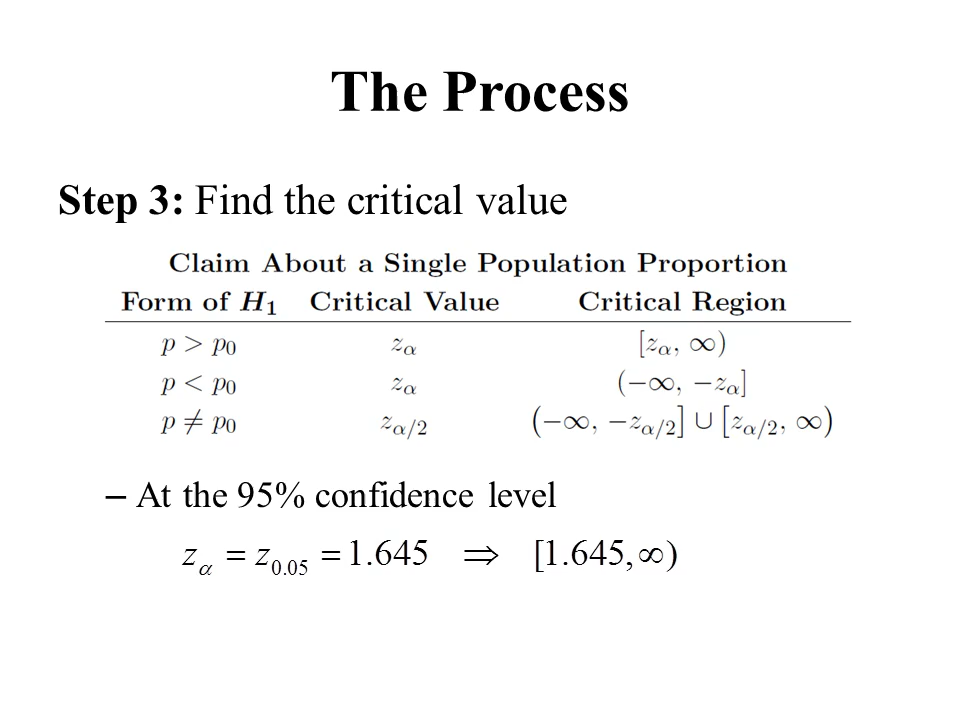 The Process
Step 3: Find the critical value
Claim About a Single Population Proportion
Form of H₁ Critical Value Critical Region
p > p₀ zα [zα, ∞)
p < p₀ zα (−∞, −zα]
p ≠ p₀ zα/2 (−∞, −zα/2] ∪ [zα/2, ∞)
– At the 95% confidence level
zα = z0.05 = 1.645 ⇒ [1.645, ∞)